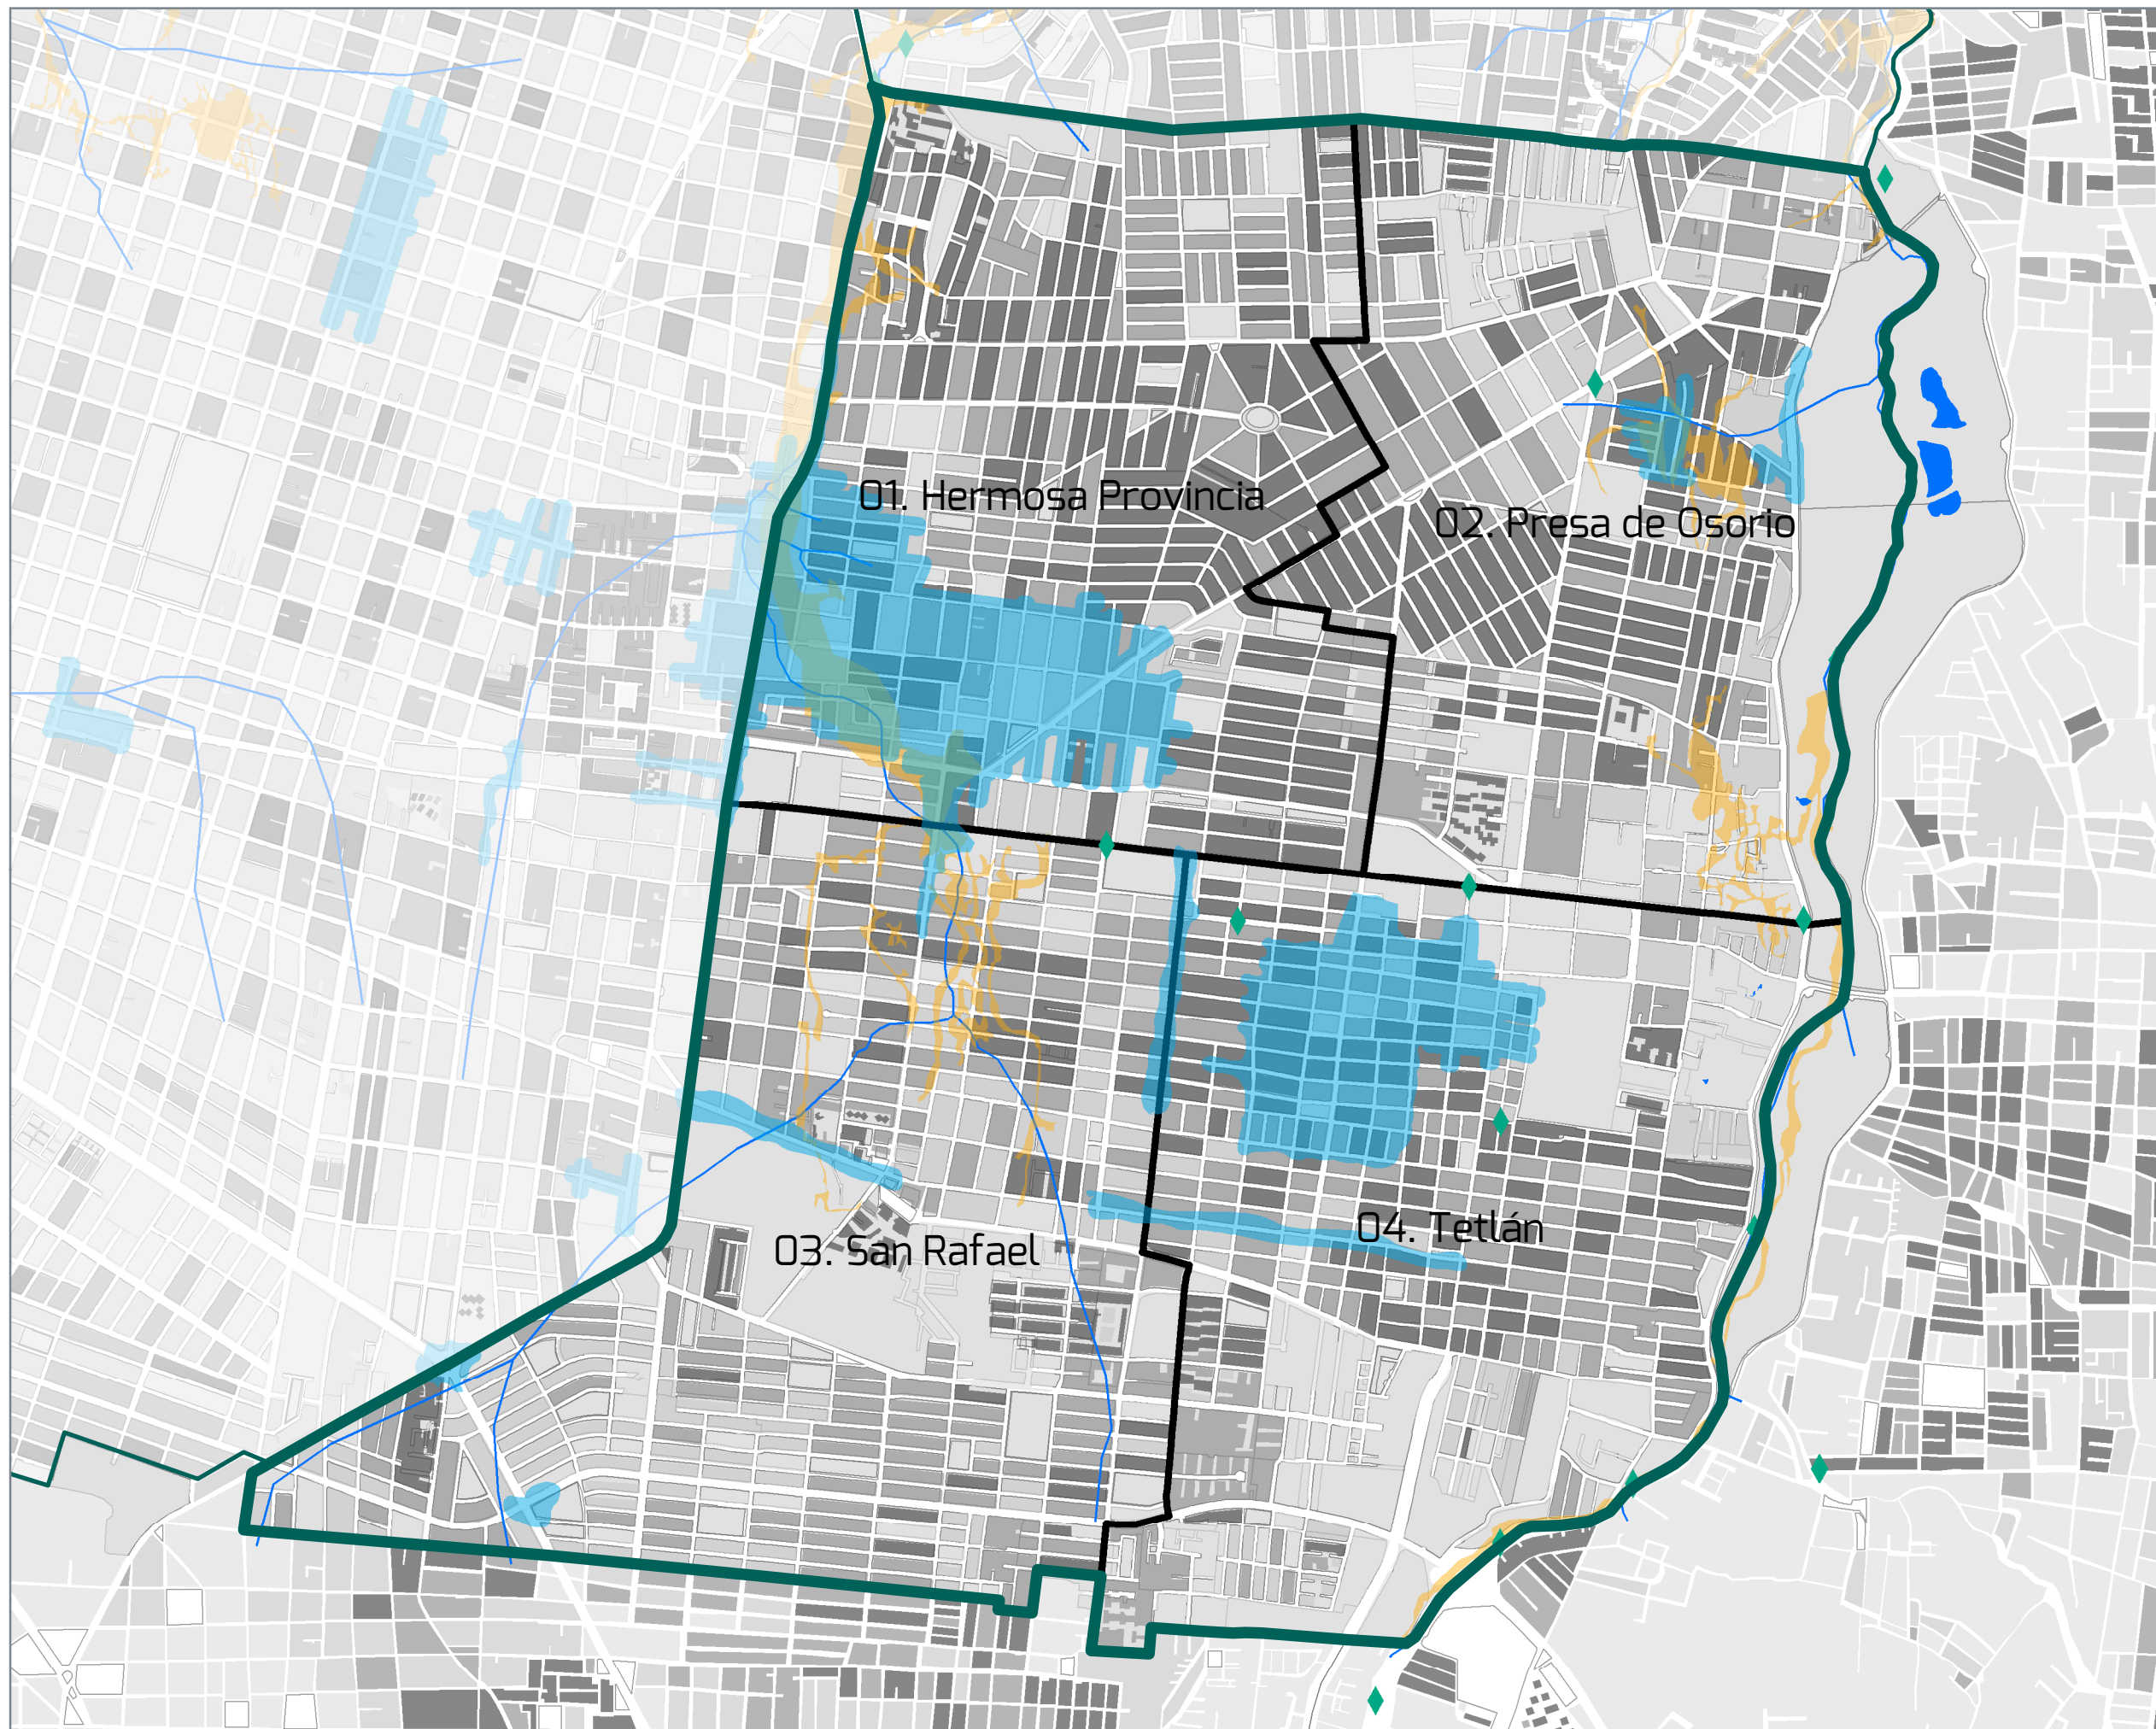 01. Hermosa Provincia
02. Presa de Osorio
03. San Rafael
04. Tetlán